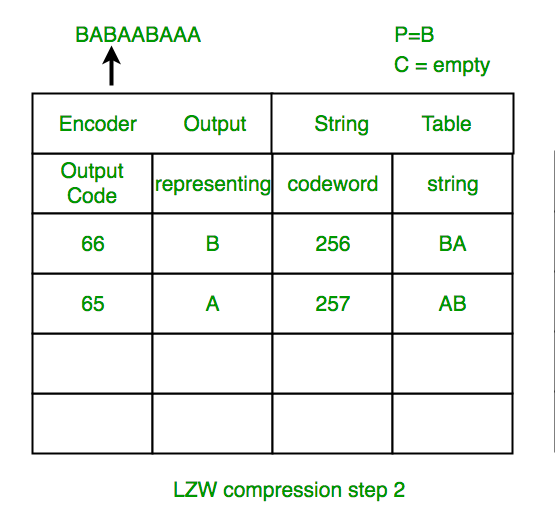 BABAABAAA
P=B
C = empty
Encoder Output String Table
Output Code representing codeword string
66 B 256 BA
65 A 257 AB
LZW compression step 2